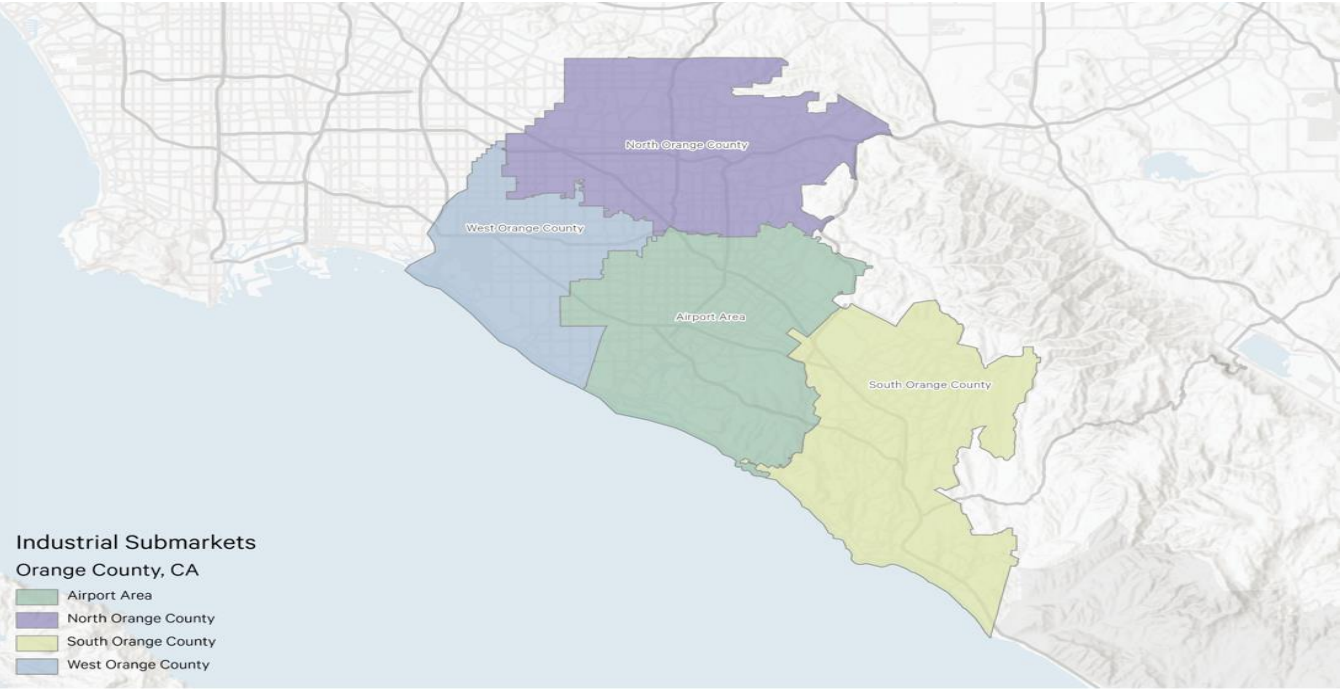 North Orange County
West Orange County
Airport Area
South Orange County
Industrial Submarkets
Orange County, CA
Airport Area
North Orange County
South Orange County
West Orange County